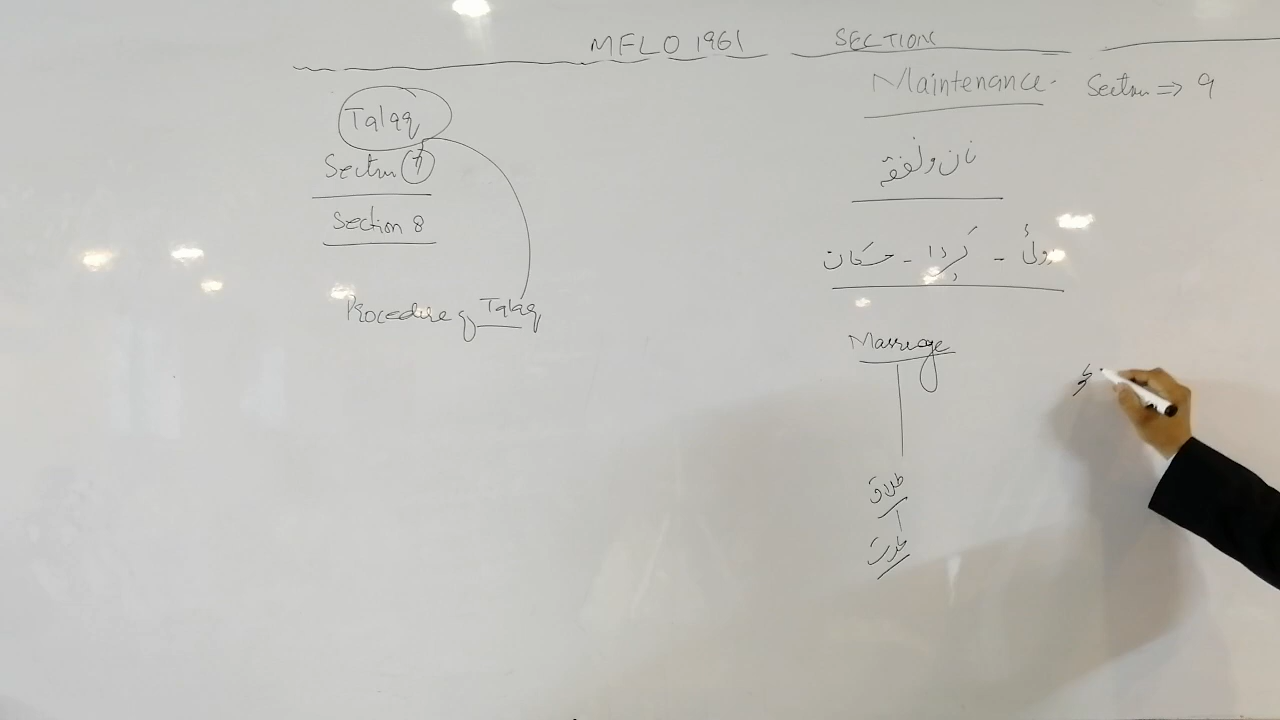 MFLO 1961 SECTION
Talaq
Section 7
Section 8
Procedure of Talaq
Maintenance. Section => 9
نان و نفقہ
روٹی - کپڑا - مکان
Marriage
طلاق
عدت